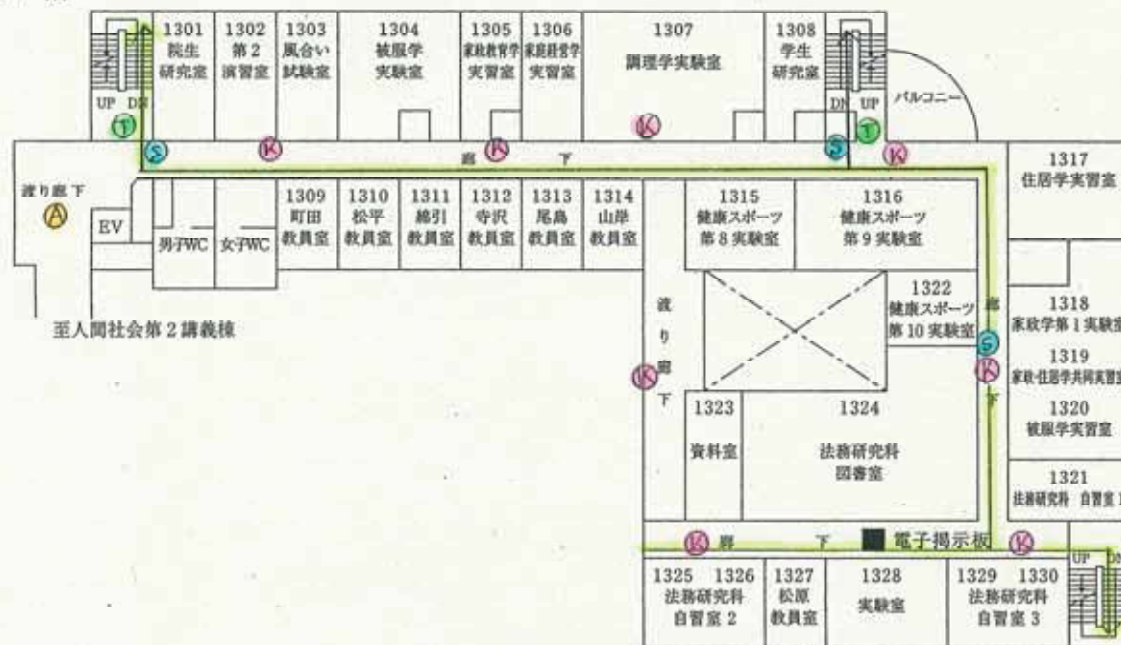 1301
院生
研究室
1302
第2
演習室
1303
風合い
試験室
1304
被服学
実験室
1305
家政教育学
実習室
1306
家庭経営学
実習室
1307
調理学実験室
1308
学生
研究室
UP DN
DN UP
バルコニー
T
T
S
K
K
K
S
K
廊 下
渡り廊下
A
EV
男子WC
女子WC
1309
町田
教員室
1310
松平
教員室
1311
綿引
教員室
1312
寺沢
教員室
1313
尾島
教員室
1314
山岸
教員室
1315
健康スポーツ
第8実験室
1316
健康スポーツ
第9実験室
1317
住居学実習室
至人間社会第2講義棟
渡り廊下
K
1322
健康スポーツ
第10実験室
廊下
S
K
1318
家政学第1実験室
1319
家政・住居学共同実習室
1320
被服学実習室
1321
法務研究科 自習室1
1323
資料室
1324
法務研究科
図書室
K
廊 下
電子掲示板
K
UP DN
1325 1326
法務研究科
自習室2
1327
松原
教員室
1328
実験室
1329 1330
法務研究科
自習室3